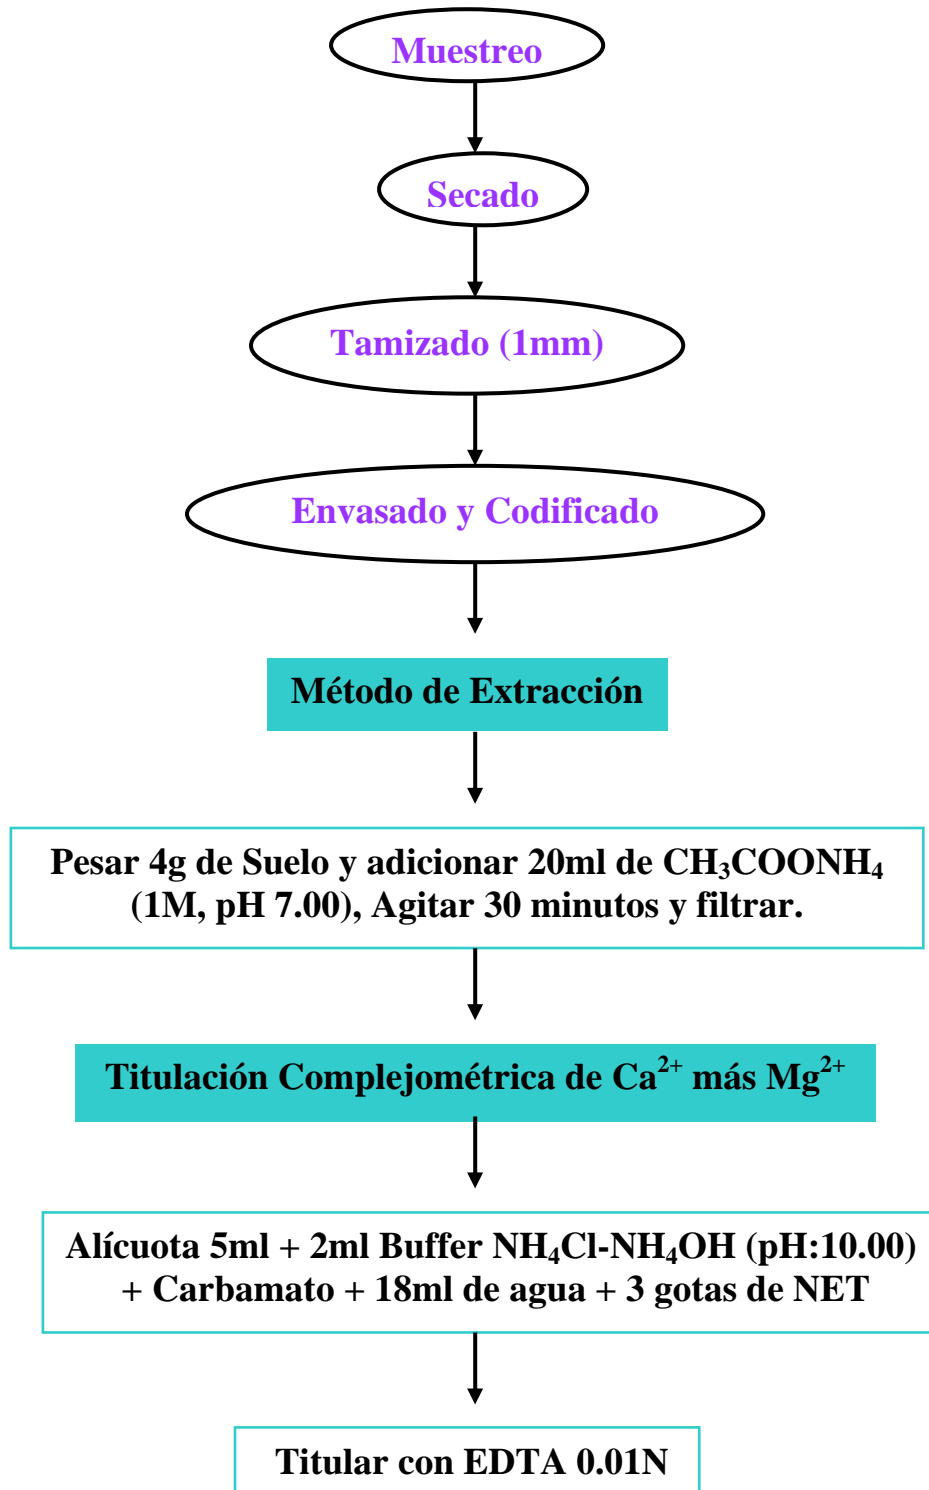 Muestreo
Secado
Tamizado (1mm)
Envasado y Codificado
Método de Extracción
Pesar 4g de Suelo y adicionar 20ml de CH₃COONH₄
(1M, pH 7.00), Agitar 30 minutos y filtrar.
Titulación Complejométrica de Ca²⁺ más Mg²⁺
Alícuota 5ml + 2ml Buffer NH₄Cl-NH₄OH (pH:10.00)
+ Carbamato + 18ml de agua + 3 gotas de NET
Titular con EDTA 0.01N